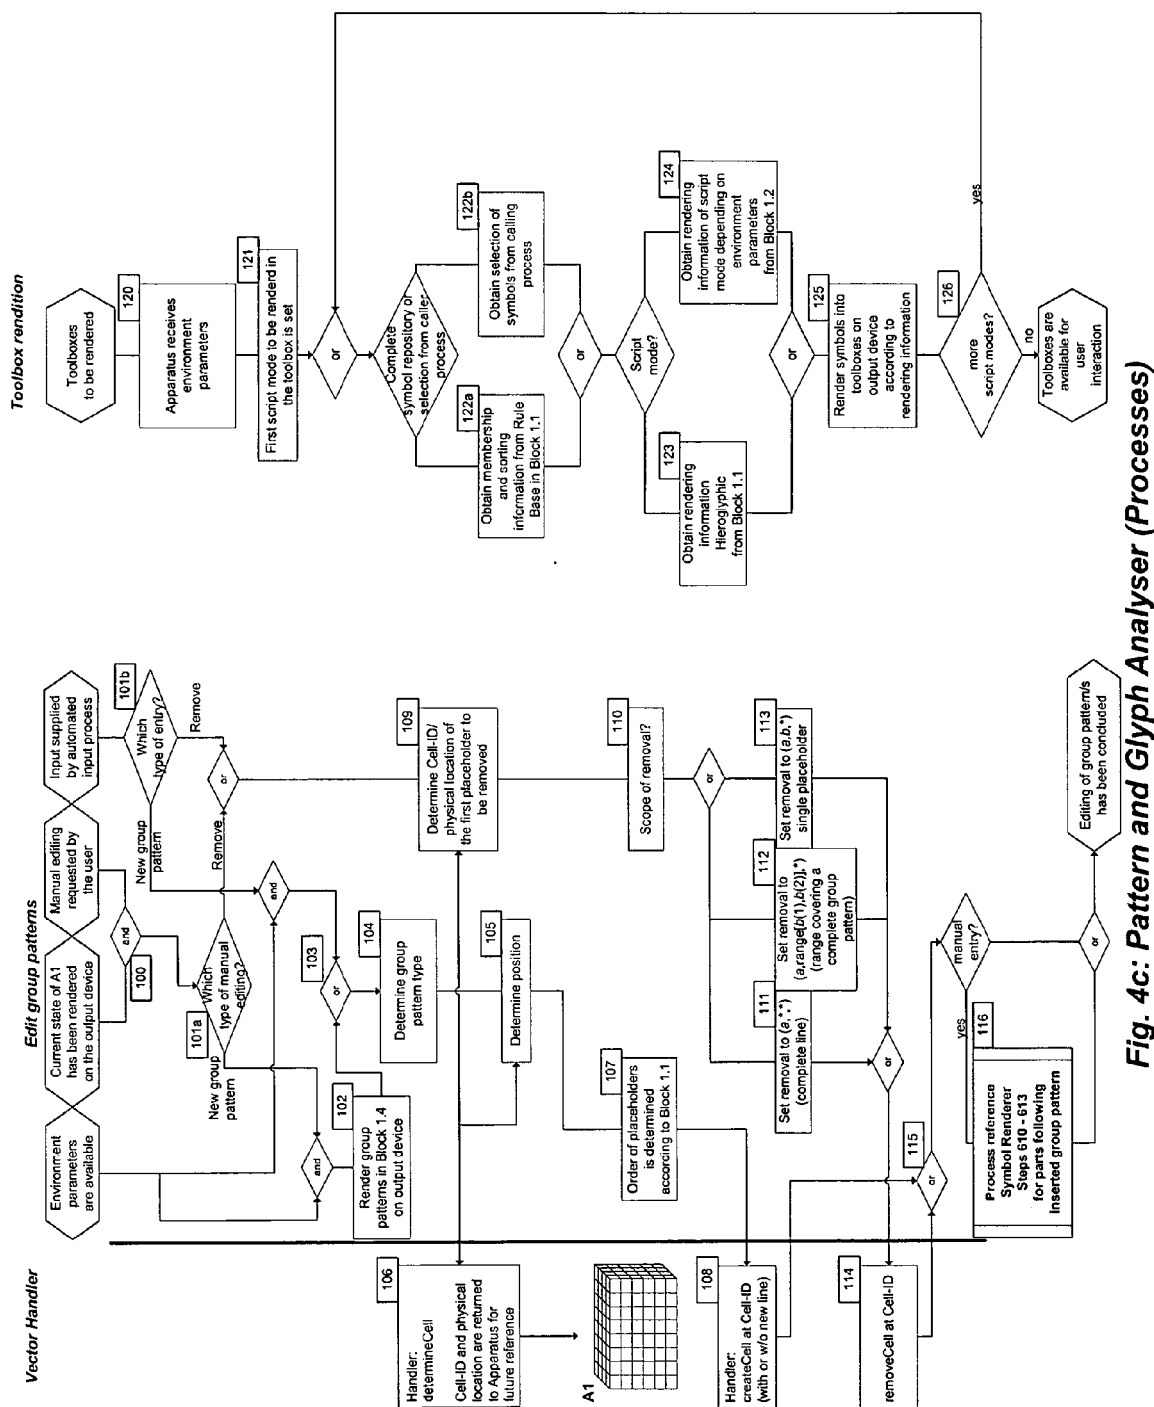 Vector Handler
Handler:
determineCell
106
Cell-ID and physical
location are returned
to Apparatus for
future reference
A1
Handler:
createCell at Cell-ID
(with or w/o new line)
108
removeCell at Cell-ID
114
Edit group patterns
Environment
parameters
are available
Current state of A1
has been rendered
on the output device
Manual editing
requested by
the user
Input supplied
by automated
input process
and
100
101a
Which
type of manual
editing?
New group
pattern
Remove
101b
Which
type of entry?
New group
pattern
Remove
or
and
and
102
Render group
patterns in Block 1.4
on output device
103
or
104
Determine group
pattern type
105
Determine position
109
Determine Cell-ID/
physical location of
the first placeholder to
be removed
107
Order of placeholders
is determined
according to Block 1.1
110
Scope of removal?
or
111
Set removal to (a,*,*)
(complete line)
112
Set removal to
(a,range[b(1),b(2)],*)
(range covering a
complete group
pattern)
113
Set removal to (a,b,*)
single placeholder
or
115
or
manual
entry?
yes
116
Process reference
Symbol Renderer
Steps 610 - 613
for parts following
inserted group pattern
or
Editing of group pattern/s
has been concluded
Toolbox rendition
Toolboxes
to be rendered
120
Apparatus receives
environment
parameters
121
First script mode to be renderd in
the toolbox is set
or
Complete
symbol repository or
selection from caller
process
122a
Obtain membership
and sorting
information from Rule
Base in Block 1.1
122b
Obtain selection of
symbols from calling
process
or
Script
mode?
123
Obtain rendering
information
Hieroglyphic
from Block 1.1
124
Obtain rendering
information of script
mode depending on
environment
parameters
from Block 1.2
or
125
Render symbols into
toolboxes on
output device
according to
rendering information
126
more
script modes?
yes
no
Toolboxes are
available for
user
interaction
Fig. 4c: Pattern and Glyph Analyser (Processes)